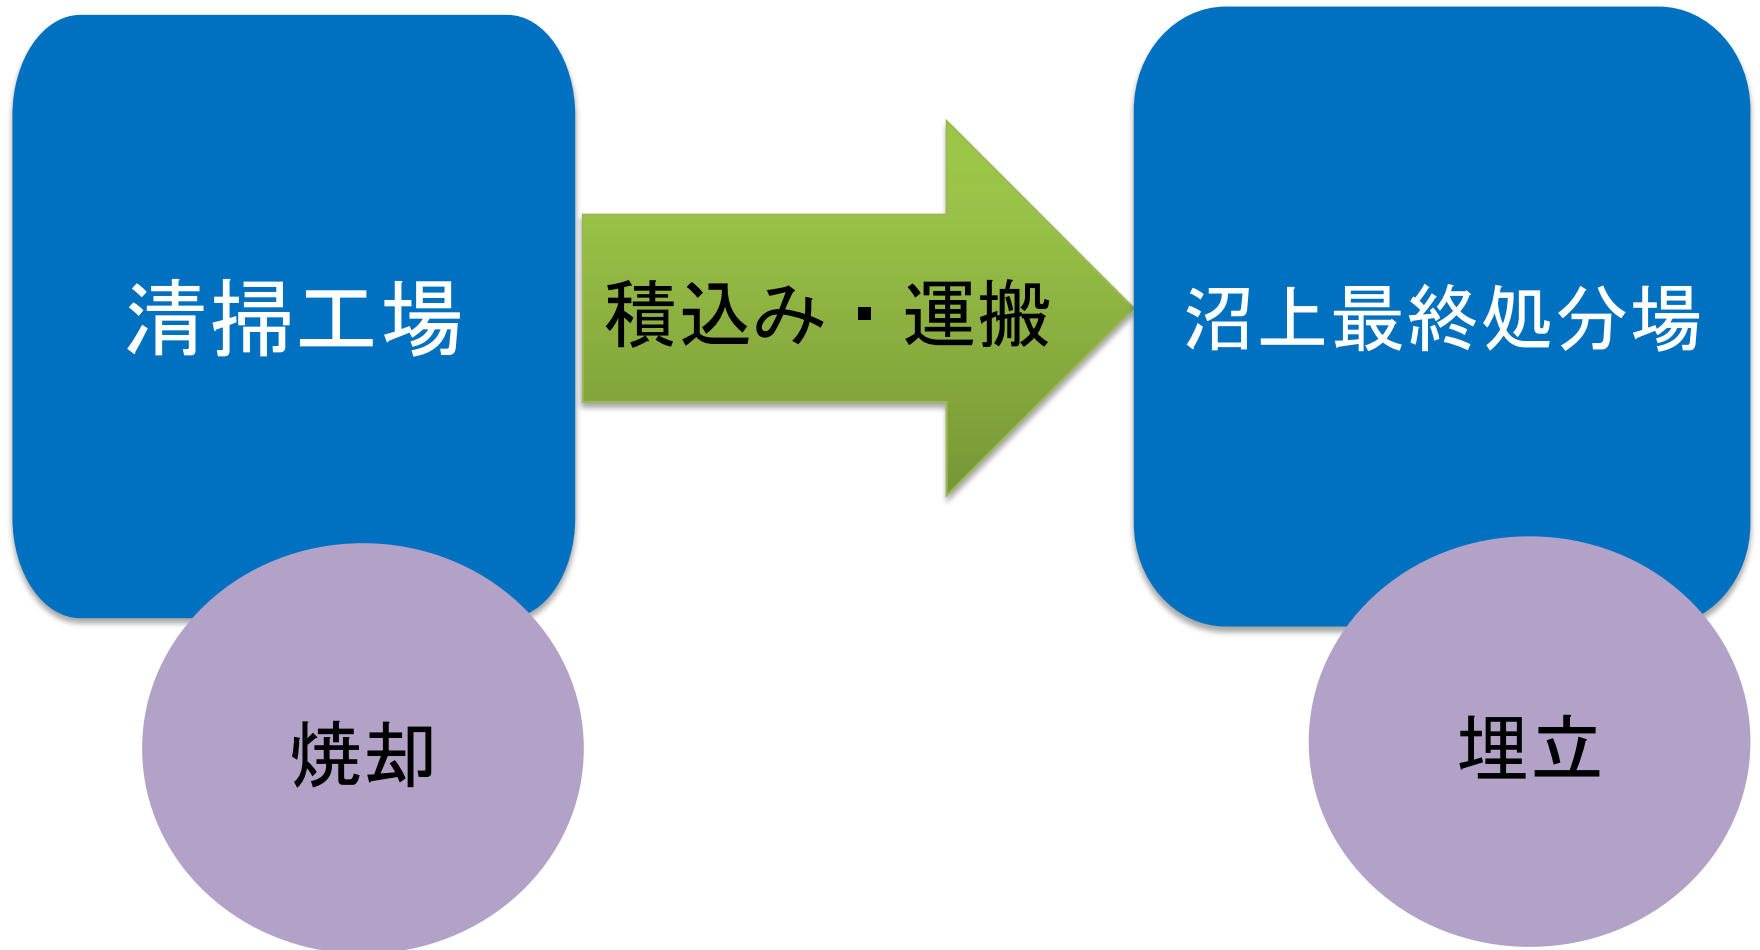 清掃工場
積込み・運搬
沼上最終処分場
焼却
埋立